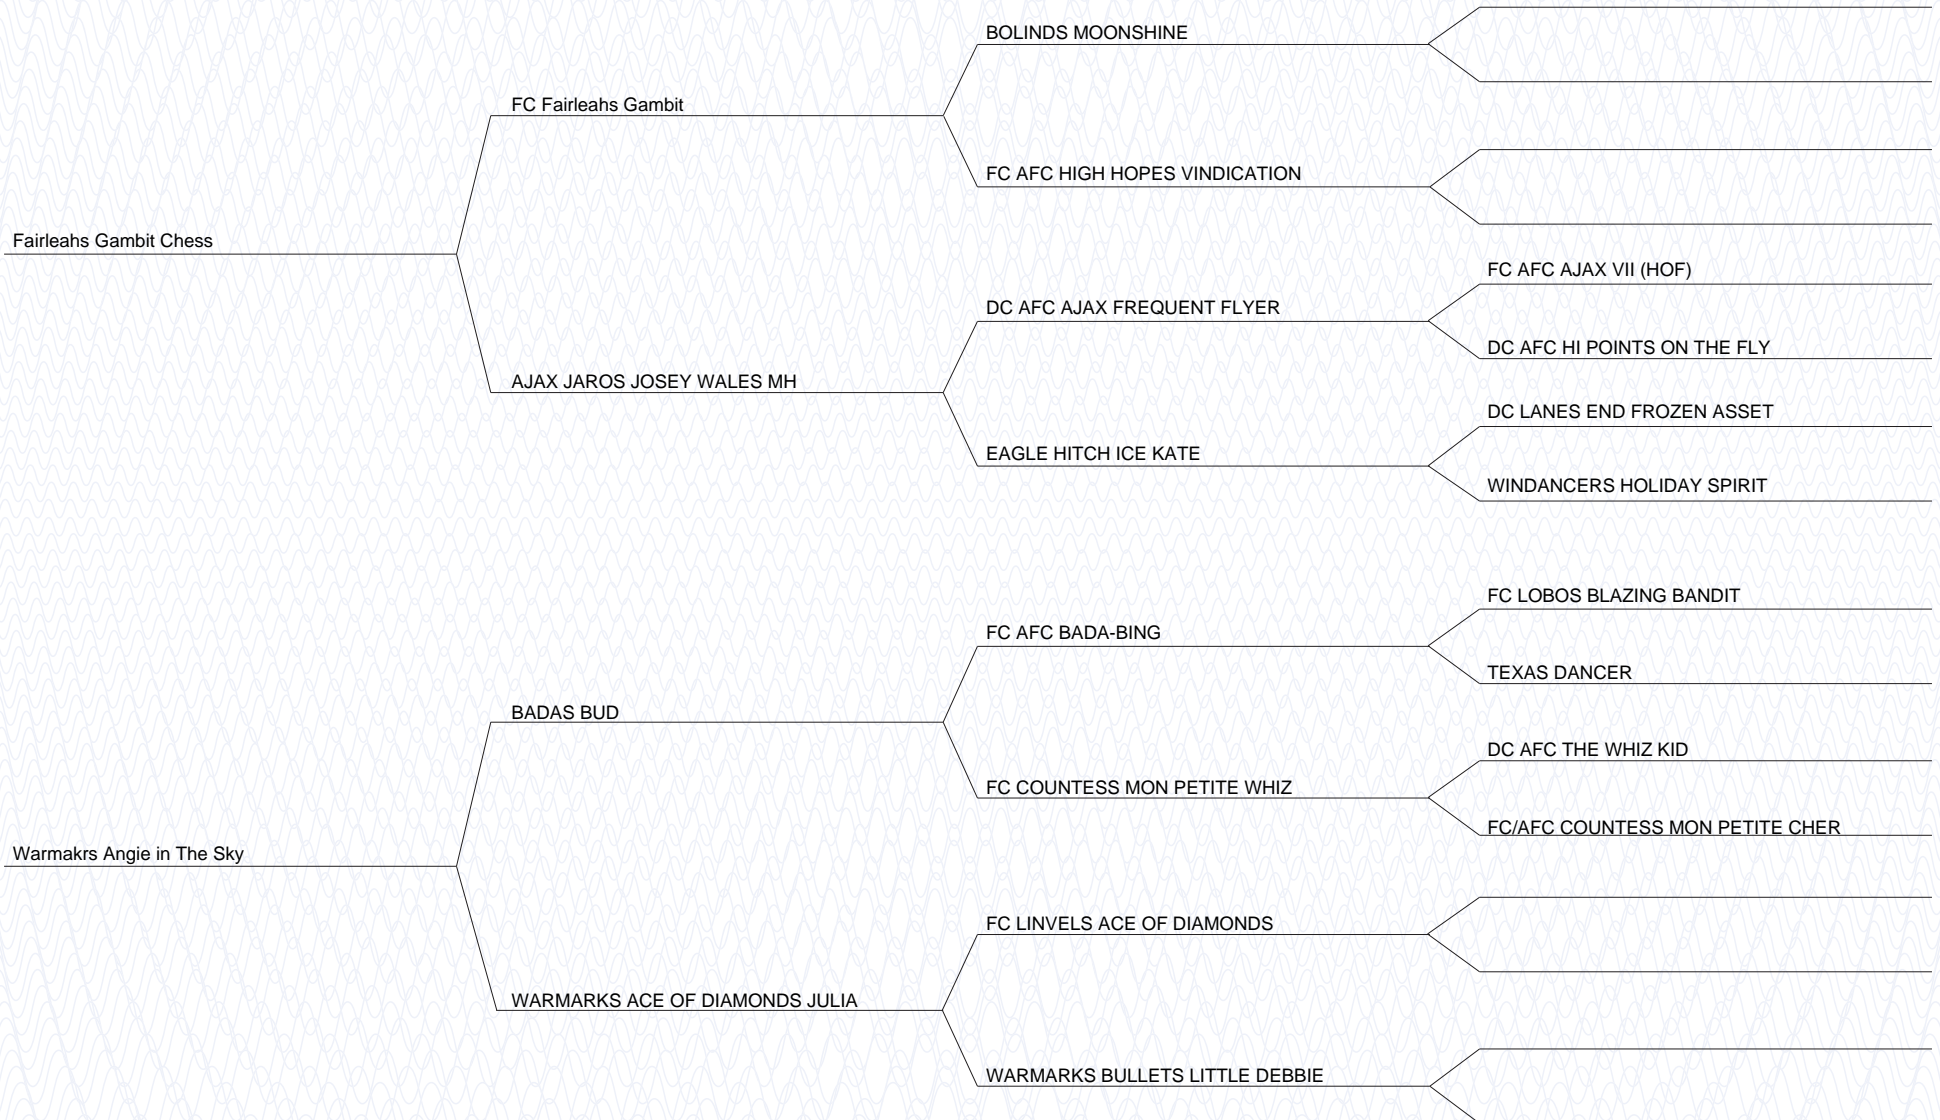 BOLINDS MOONSHINE
FC Fairleahs Gambit
FC AFC HIGH HOPES VINDICATION
Fairleahs Gambit Chess
FC AFC AJAX VII (HOF)
DC AFC AJAX FREQUENT FLYER
DC AFC HI POINTS ON THE FLY
AJAX JAROS JOSEY WALES MH
DC LANES END FROZEN ASSET
EAGLE HITCH ICE KATE
WINDANCERS HOLIDAY SPIRIT
FC LOBOS BLAZING BANDIT
FC AFC BADA-BING
TEXAS DANCER
BADAS BUD
DC AFC THE WHIZ KID
FC COUNTESS MON PETITE WHIZ
FC/AFC COUNTESS MON PETITE CHER
Warmakrs Angie in The Sky
FC LINVELS ACE OF DIAMONDS
WARMARKS ACE OF DIAMONDS JULIA
WARMARKS BULLETS LITTLE DEBBIE